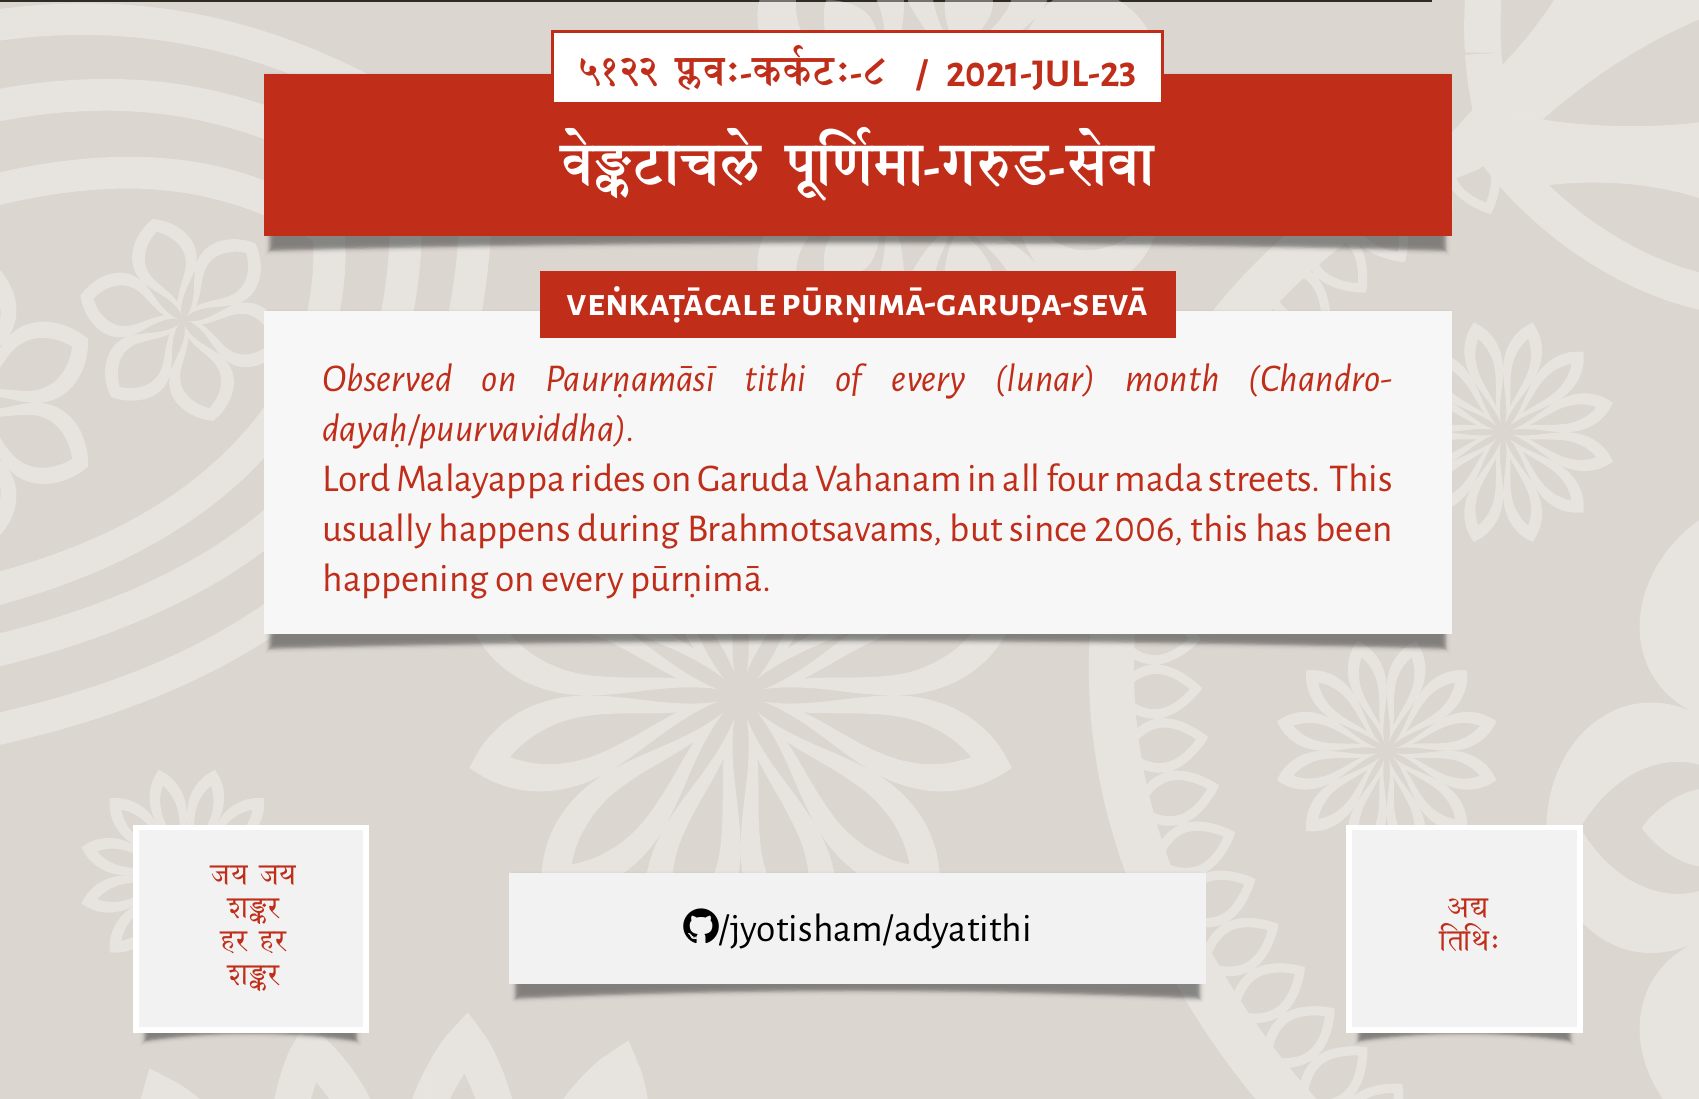 ५१२२ प्लवः-कर्कटः-८ / 2021-JUL-23
वेङ्कटाचले पूर्णिमा-गरुड-सेवा
VEṄKAṬĀCALE PŪRṆIMĀ-GARUḌA-SEVĀ
Observed on Paurṇamāsī tithi of every (lunar) month (Chandro-
dayaḥ/puurvaviddha).
Lord Malayappa rides on Garuda Vahanam in all four mada streets. This
usually happens during Brahmotsavams, but since 2006, this has been
happening on every pūrṇimā.
जय जय
शङ्कर
हर हर
शङ्कर
/jyotisham/adyatithi
अद्य
तिथिः